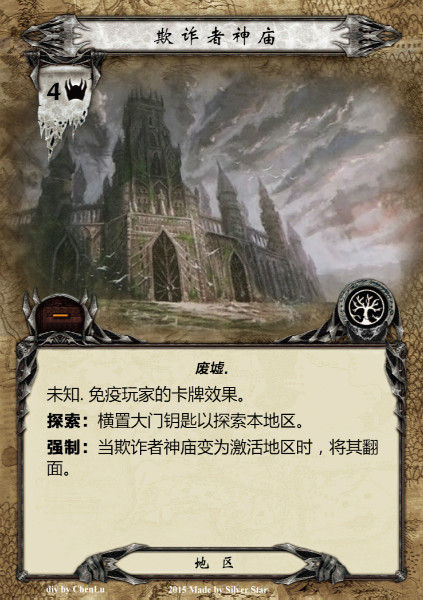 欺诈者神庙
4
废墟.
未知. 免疫玩家的卡牌效果。
探索：横置大门钥匙以探索本地区。
强制：当欺诈者神庙变为激活地区时，将其翻
面。
地区
diy by ChenLu
2015 Made by Silver Star